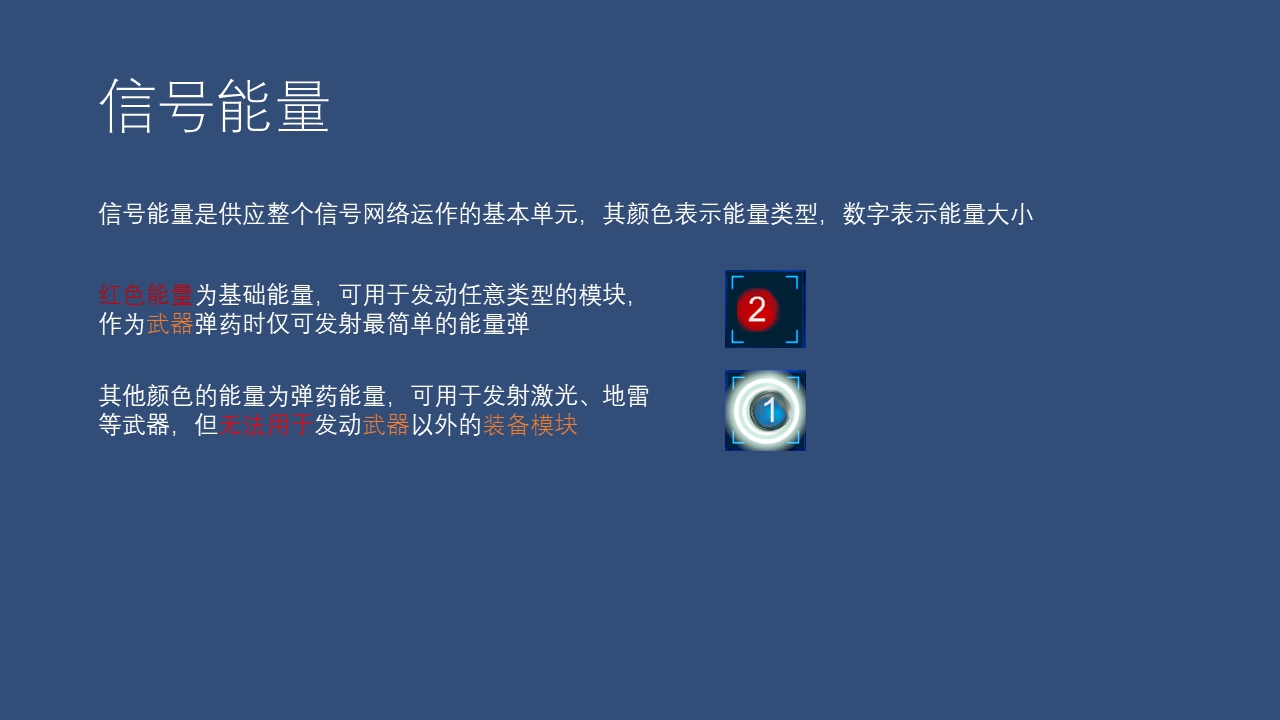 信号能量
信号能量是供应整个信号网络运作的基本单元，其颜色表示能量类型，数字表示能量大小
红色能量为基础能量，可用于发动任意类型的模块，
作为武器弹药时仅可发射最简单的能量弹
2
其他颜色的能量为弹药能量，可用于发射激光、地雷
等武器，但无法用于发动武器以外的装备模块
1